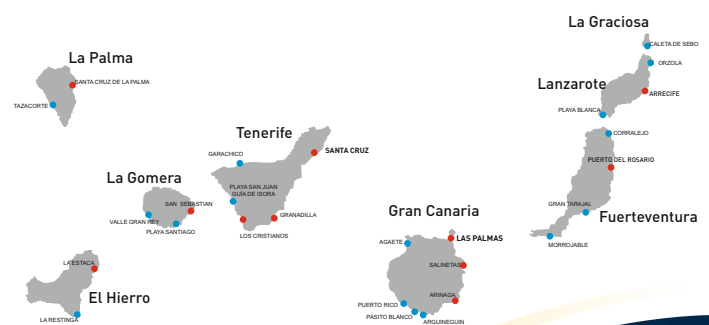 La Graciosa
CALETA DE SEBO
ORZOLA
La Palma
SANTA CRUZ DE LA PALMA
TAZACORTE
Lanzarote
ARRECIFE
PLAYA BLANCA
Tenerife
CORRALEJO
GARACHICO
SANTA CRUZ
PUERTO DEL ROSARIO
La Gomera
PLAYA SAN JUAN
GUÍA DE ISORA
SAN SEBASTIAN
VALLE GRAN REY
PLAYA SANTIAGO
GRANADILLA
LOS CRISTIANOS
Gran Canaria
GRAN TARAJAL
Fuerteventura
MORROJABLE
AGAETE
LAS PALMAS
SALINETAS
LA ESTACA
El Hierro
LA RESTINGA
ARINAGA
PUERTO RICO
PASITO BLANCO
ARGUINEGUIN